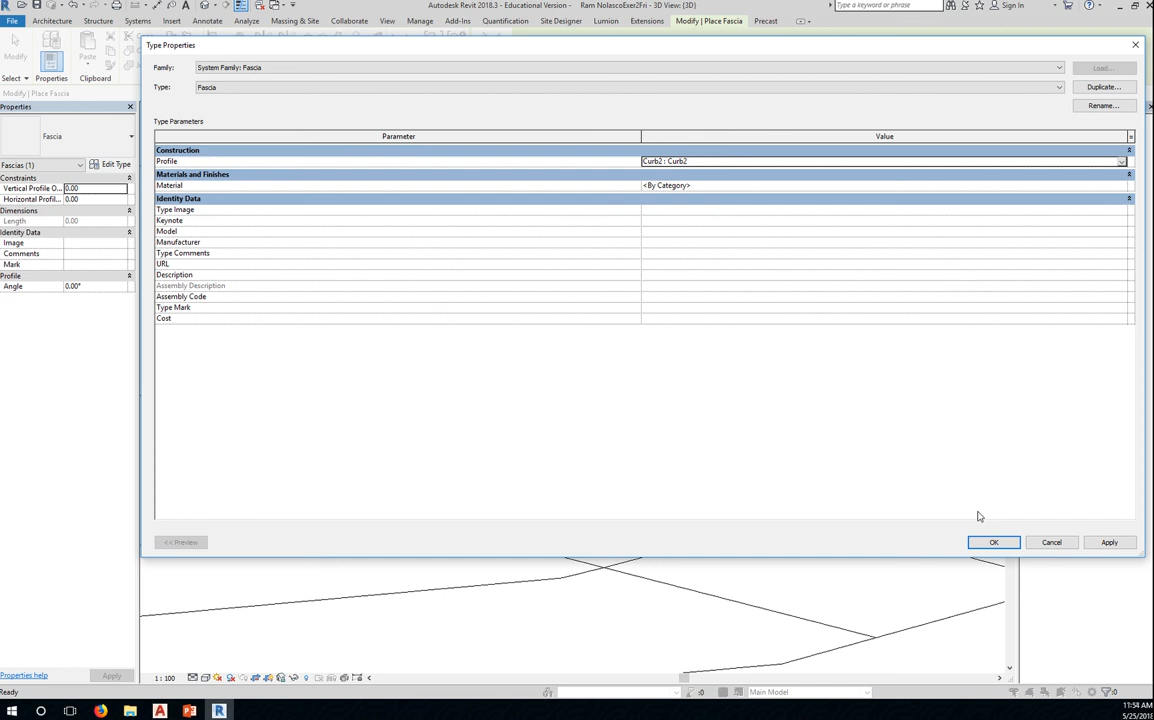 Autodesk Revit 2018.3 - Educational Version - Ram NolascoExer2Fri - 3D View: {3D}
Type a keyword or phrase
Sign In
File Architecture Structure Systems Insert Annotate Analyze Massing & Site Collaborate View Manage Add-Ins Quantification Site Designer Lumion Extensions Modify | Place Fascia Precast
Modify Paste
Select Properties Clipboard
Modify | Place Fascia
Properties
Fascia
Fascias (1) Edit Type
Constraints
Vertical Profile O... 0.00
Horizontal Profil... 0.00
Dimensions
Length 0.00
Identity Data
Image
Comments
Mark
Profile
Angle 0.00°
Properties help Apply
Type Properties
Family: System Family: Fascia Load...
Type: Fascia Duplicate...
Rename...
Type Parameters
Parameter Value =
Construction
Profile Curb2 : Curb2
Materials and Finishes
Material <By Category>
Identity Data
Type Image
Keynote
Model
Manufacturer
Type Comments
URL
Description
Assembly Description
Assembly Code
Type Mark
Cost
<< Preview OK Cancel Apply
1 : 100
Ready :0 Main Model :0
11:54 AM
5/25/2018